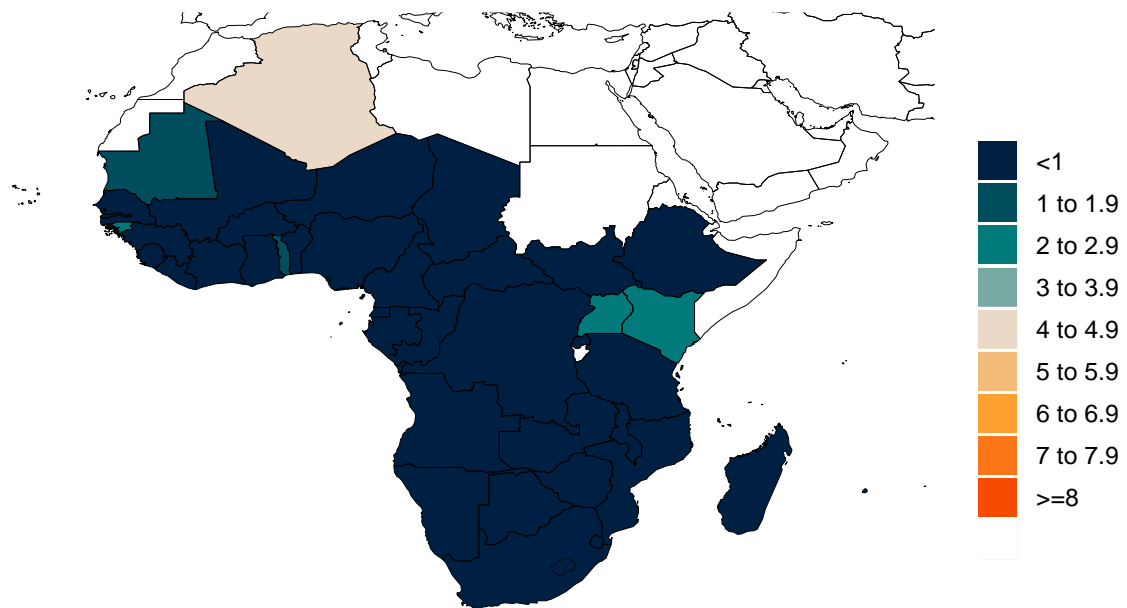 <1
1 to 1.9
2 to 2.9
3 to 3.9
4 to 4.9
5 to 5.9
6 to 6.9
7 to 7.9
>=8